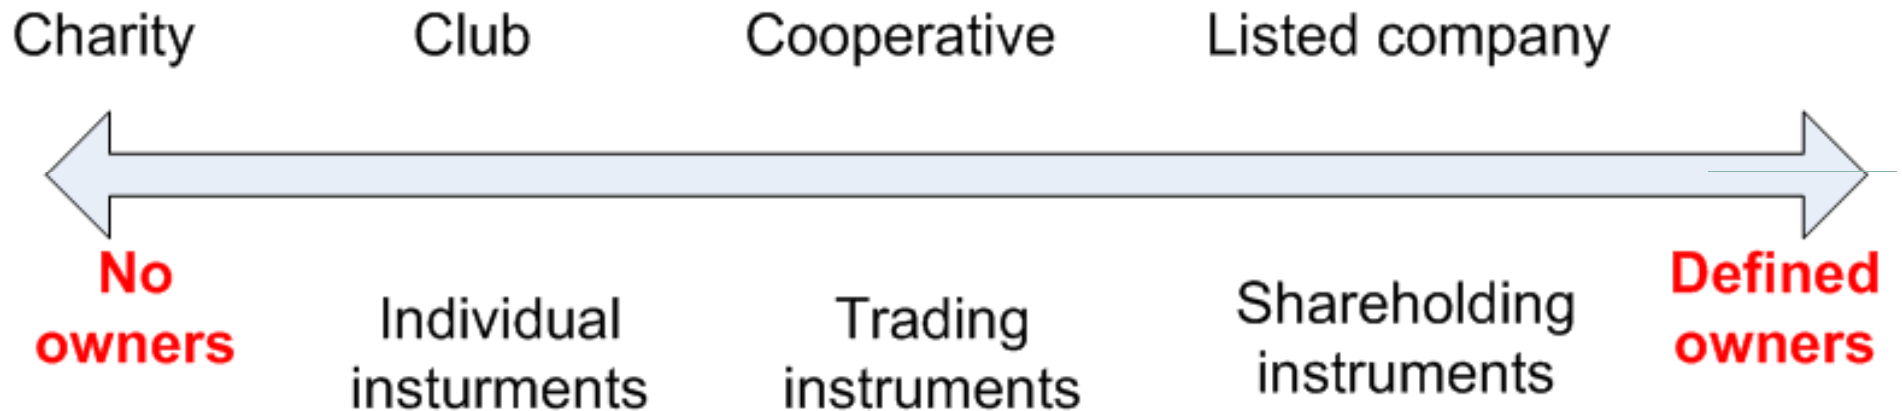 Charity Club Cooperative Listed company
No owners
Individual insturments
Trading instruments
Shareholding instruments
Defined owners